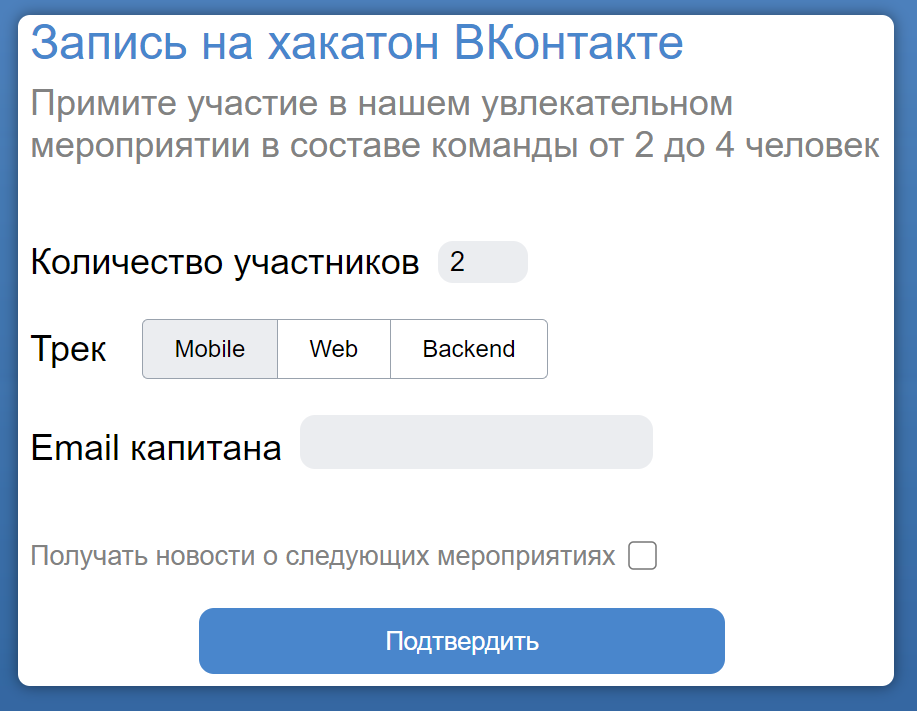 Запись на хакатон ВКонтакте
Примите участие в нашем увлекательном
мероприятии в составе команды от 2 до 4 человек
Количество участников 2
Трек Mobile Web Backend
Email капитана
Получать новости о следующих мероприятиях
Подтвердить